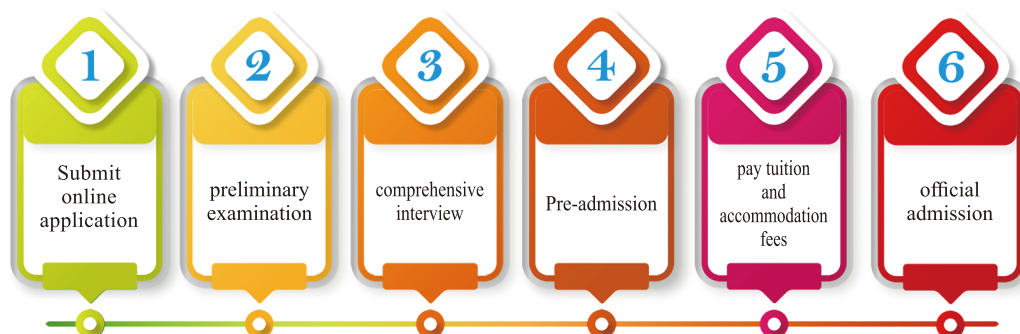 1
Submit
online
application
2
preliminary
examination
3
comprehensive
interview
4
Pre-admission
5
pay tuition
and
accommodation
fees
6
official
admission